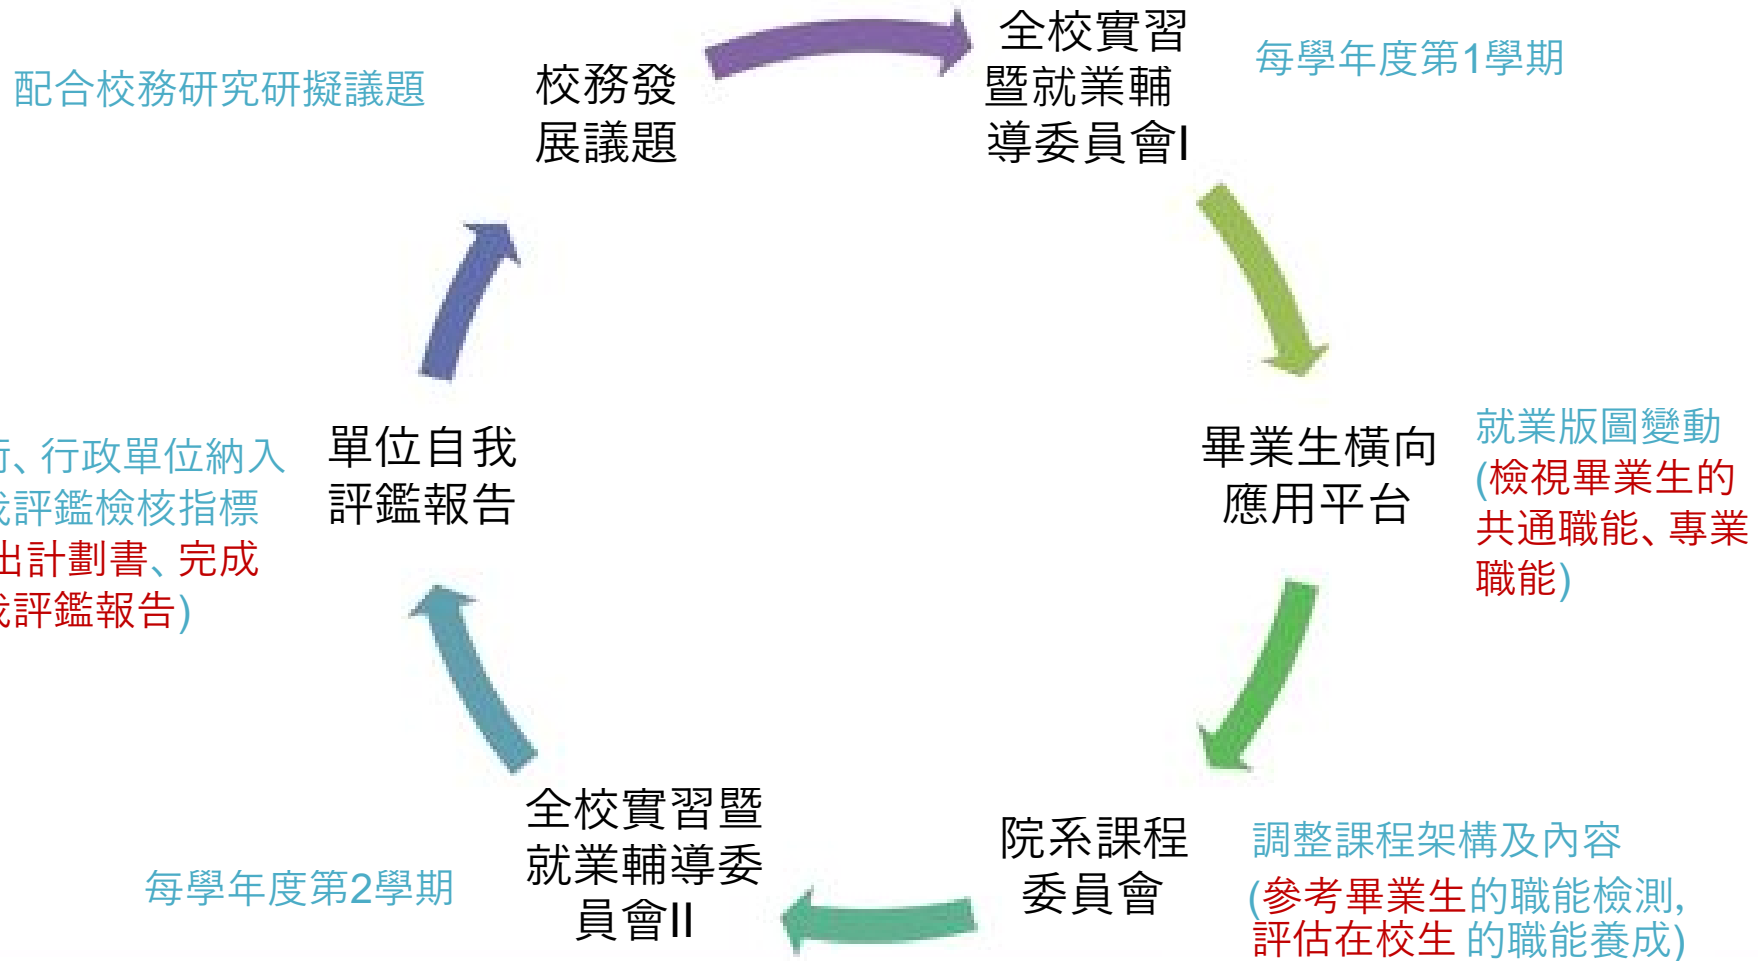 配合校務研究研擬議題
校務發
展議題
全校實習
暨就業輔
導委員會I
每學年度第1學期
畢業生橫向
應用平台
就業版圖變動
(檢視畢業生的
共通職能、專業
職能)
院系課程
委員會
調整課程架構及內容
(參考畢業生的職能檢測,
評估在校生 的職能養成)
全校實習暨
就業輔導委
員會II
每學年度第2學期
單位自我
評鑑報告
、行政單位納入
我評鑑檢核指標
出計劃書、完成
我評鑑報告)